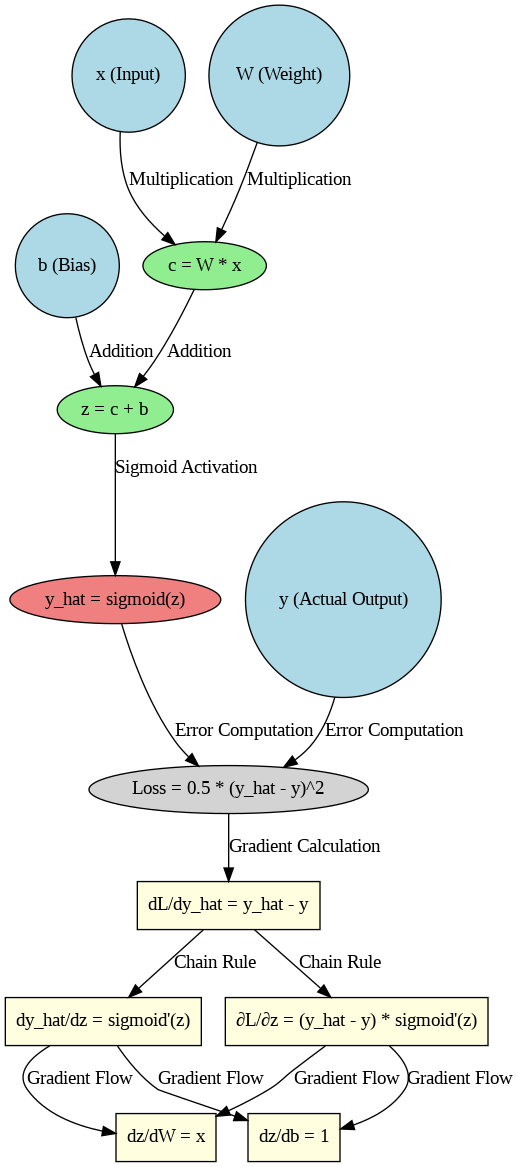 x (Input)
W (Weight)
Multiplication
Multiplication
b (Bias)
c = W * x
Addition
Addition
z = c + b
Sigmoid Activation
y_hat = sigmoid(z)
y (Actual Output)
Error Computation
Error Computation
Loss = 0.5 * (y_hat - y)^2
Gradient Calculation
dL/dy_hat = y_hat - y
Chain Rule
Chain Rule
dy_hat/dz = sigmoid'(z)
∂L/∂z = (y_hat - y) * sigmoid'(z)
Gradient Flow
Gradient Flow
Gradient Flow
Gradient Flow
dz/dW = x
dz/db = 1